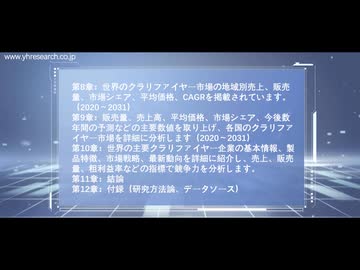 www.yhresearch.co.jp
第8章：世界のクラリファイヤー市場の地域別売上、販売
量、市場シェア、平均価格、CAGRを掲載されています。
（2020－2031）
第9章：販売量、売上高、平均価格、市場シェア、今後数
年間の予測などの主要数値を取り上げ、各国のクラリファ
イヤー市場を詳細に分析します（2020－2031）
第10章：世界の主要クラリファイヤー企業の基本情報、製
品特徴、市場戦略、最新動向を詳細に紹介し、売上、販売
量、粗利益率などの指標で競争力を分析します。
第11章：結論
第12章：付録（研究方法論、データソース）